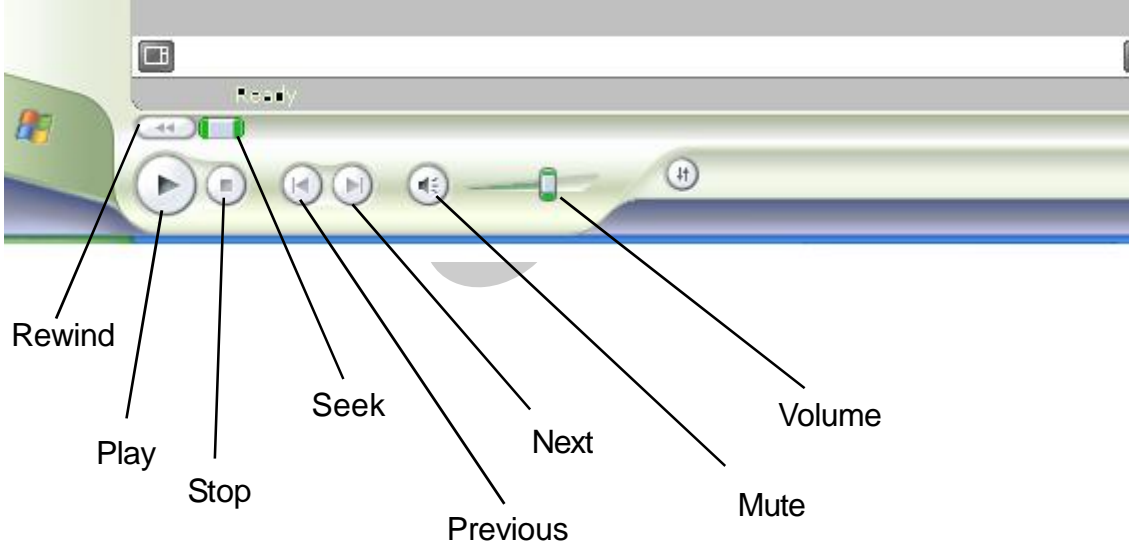 Ready
Rewind
Seek
Volume
Play
Next
Stop
Mute
Previous